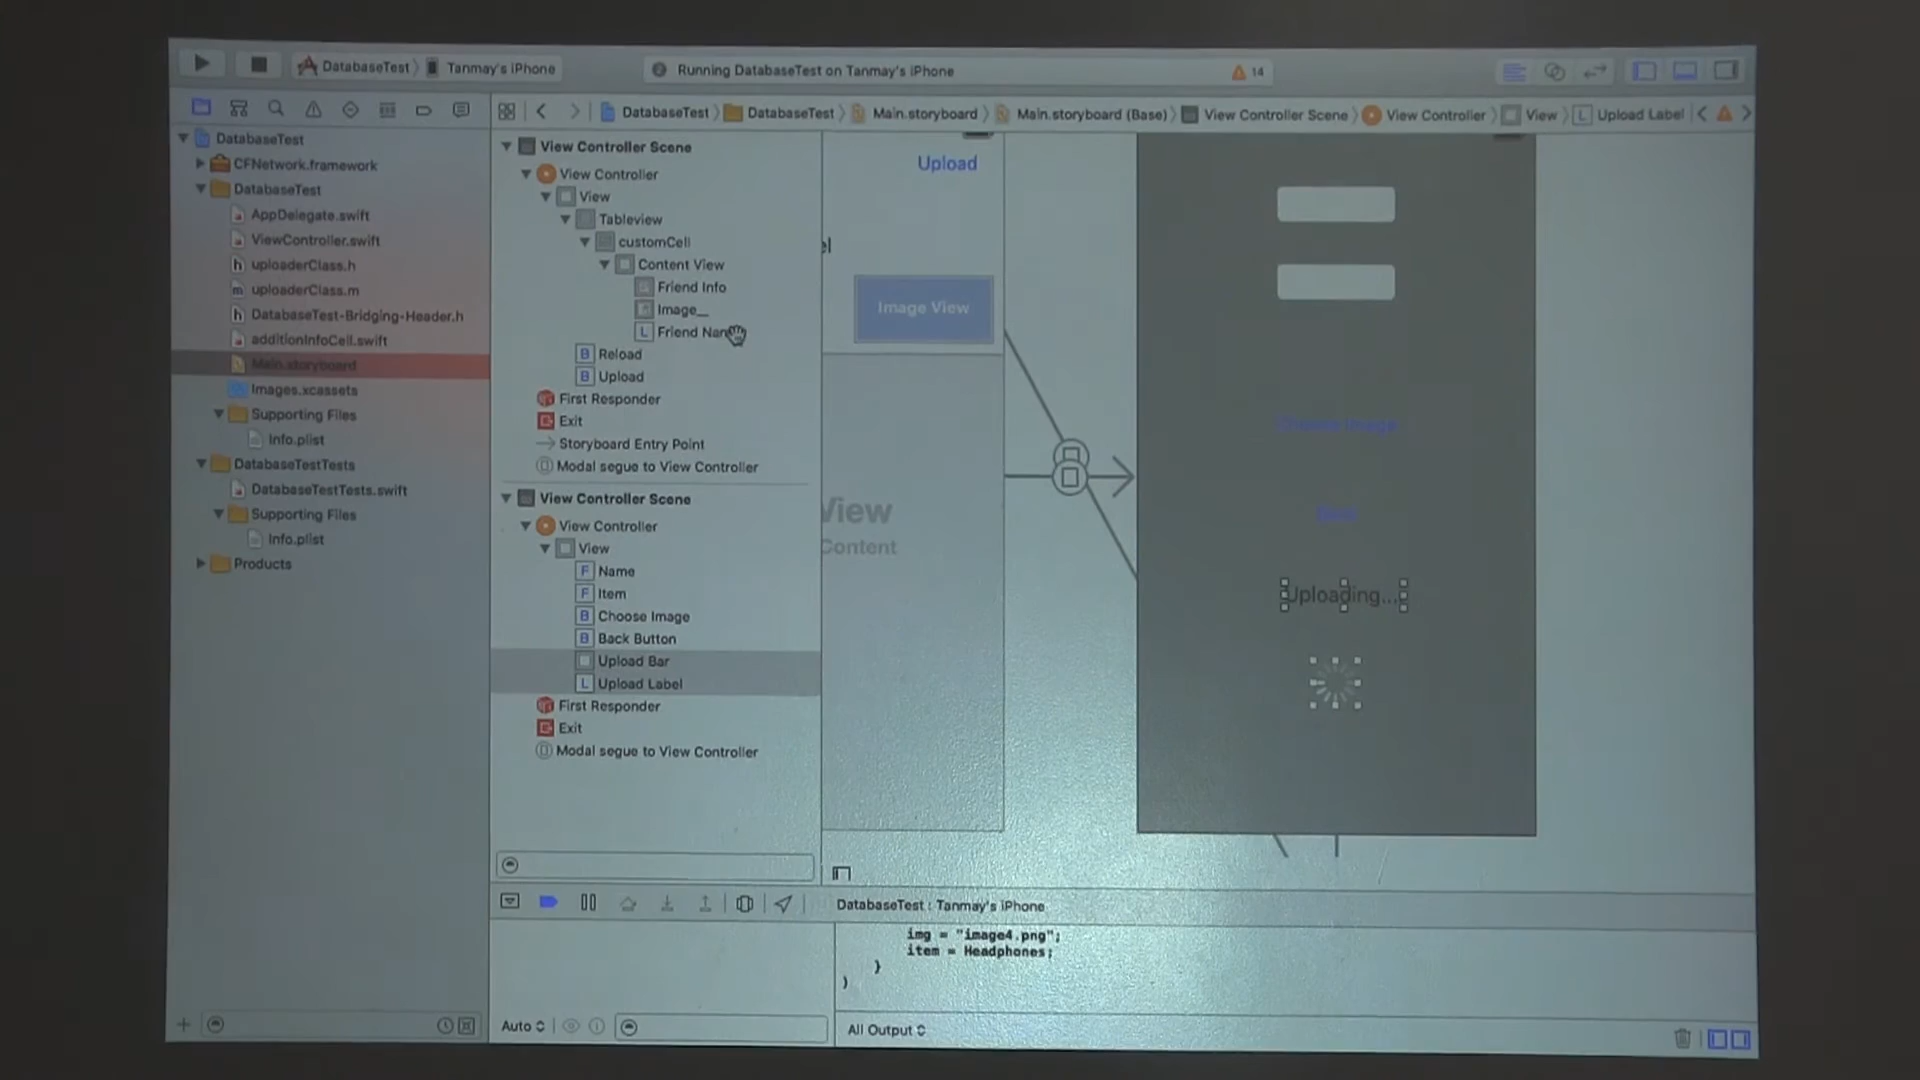 DatabaseTest Tanmay's iPhone
Running DatabaseTest on Tanmay's iPhone
14
DatabaseTest DatabaseTest Main.storyboard Main.storyboard (Base) View Controller Scene View Controller View Upload Label
DatabaseTest
CFNetwork.framework
DatabaseTest
AppDelegate.swift
ViewController.swift
uploaderClass.h
uploaderClass.m
DatabaseTest-Bridging-Header.h
additionInfoCell.swift
Main.storyboard
Images.xcassets
Supporting Files
Info.plist
DatabaseTestTests
DatabaseTestTests.swift
Supporting Files
Info.plist
Products
View Controller Scene
View Controller
View
Tableview
customCell
Content View
Friend Info
Image__
Friend
Reload
Upload
First Responder
Exit
Storyboard Entry Point
Modal segue to View Controller
View Controller Scene
View Controller
View
Name
Item
Choose Image
Back Button
Upload Bar
Upload Label
First Responder
Exit
Modal segue to View Controller
Upload
el
Image View
View
Content
Choose Image
Uploading...
DatabaseTest : Tanmay's iPhone
img = "image4.png";
item = Headphones;
}
)
Auto
All Output